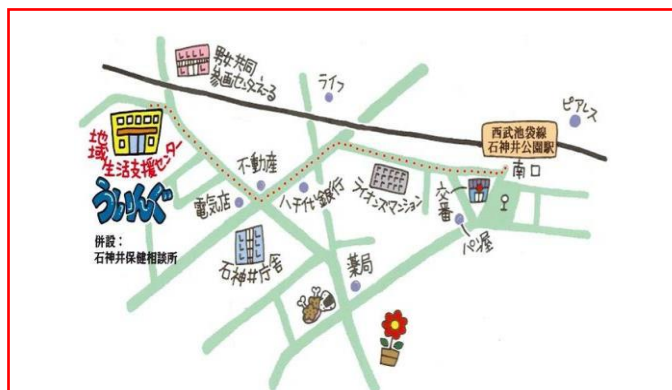 男女共同
参画センターえーる
ライフ
ピアレス
西武池袋線
石神井公園駅
南口
地域
生活支援センター
ういんぐ
併設：
石神井保健相談所
不動産
電気店
八千代銀行
ライオンズマンション
交番
パン屋
石神井庁舎
薬局